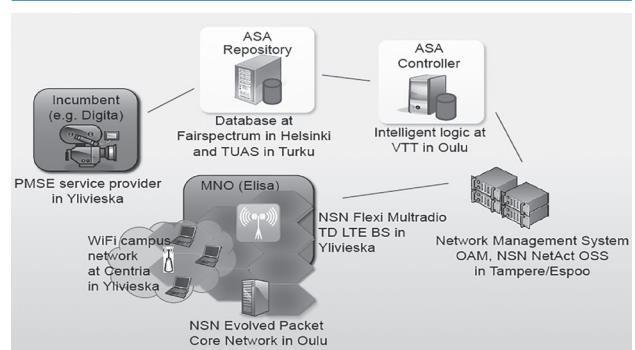 ASA
Repository
ASA
Controller
Incumbent
(e.g. Digita)
Database at
Fairspectrum in Helsinki
and TUAS in Turku
Intelligent logic at
VTT in Oulu
PMSE service provider
in Ylivieska
MNO (Elisa)
NSN Flexi Multradio
TD LTE BS in
Ylivieska
WiFi campus
network
at Centria
in Ylivieska
Network Management System
OAM, NSN NetAct OSS
in Tampere/Espoo
NSN Evolved Packet
Core Network in Oulu